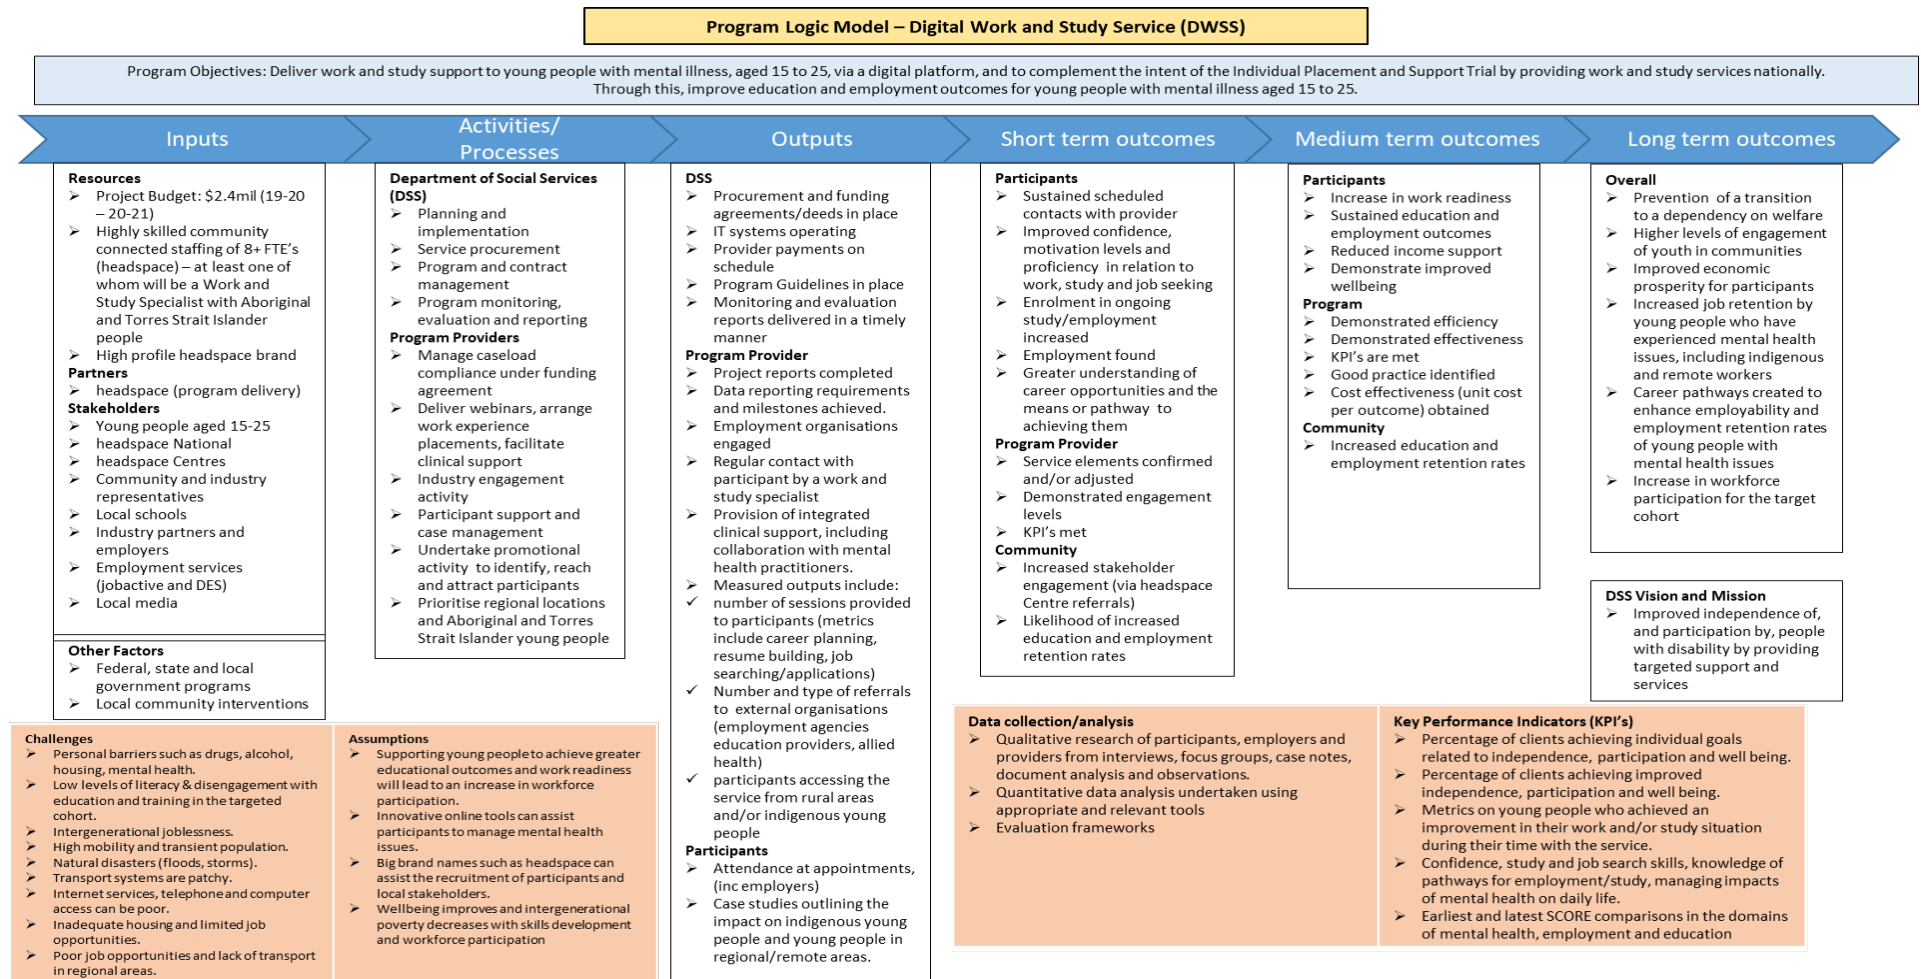 Program Logic Model – Digital Work and Study Service (DWSS)
Program Objectives: Deliver work and study support to young people with mental illness, aged 15 to 25, via a digital platform, and to complement the intent of the Individual Placement and Support Trial by providing work and study services nationally.
Through this, improve education and employment outcomes for young people with mental illness aged 15 to 25.
Inputs
Activities/
Processes
Outputs
Short term outcomes
Medium term outcomes
Long term outcomes
Resources
➢ Project Budget: $2.4mil (19-20
– 20-21)
➢ Highly skilled community
connected staffing of 8+ FTE's
(headspace) – at least one of
whom will be a Work and
Study Specialist with Aboriginal
and Torres Strait Islander
people
➢ High profile headspace brand
Partners
➢ headspace (program delivery)
Stakeholders
➢ Young people aged 15-25
➢ headspace National
➢ headspace Centres
➢ Community and industry
representatives
➢ Local schools
➢ Industry partners and
employers
➢ Employment services
(jobactive and DES)
➢ Local media
Other Factors
➢ Federal, state and local
government programs
➢ Local community interventions
Department of Social Services
(DSS)
➢ Planning and
implementation
➢ Service procurement
➢ Program and contract
management
➢ Program monitoring,
evaluation and reporting
Program Providers
➢ Manage caseload
compliance under funding
agreement
➢ Deliver webinars, arrange
work experience
placements, facilitate
clinical support
➢ Industry engagement
activity
➢ Participant support and
case management
➢ Undertake promotional
activity to identify, reach
and attract participants
➢ Prioritise regional locations
and Aboriginal and Torres
Strait Islander young people
DSS
➢ Procurement and funding
agreements/deeds in place
➢ IT systems operating
➢ Provider payments on
schedule
➢ Program Guidelines in place
➢ Monitoring and evaluation
reports delivered in a timely
manner
Program Provider
➢ Project reports completed
➢ Data reporting requirements
and milestones achieved.
➢ Employment organisations
engaged
➢ Regular contact with
participant by a work and
study specialist
➢ Provision of integrated
clinical support, including
collaboration with mental
health practitioners.
➢ Measured outputs include:
✓ number of sessions provided
to participants (metrics
include career planning,
resume building, job
searching/applications)
✓ Number and type of referrals
to external organisations
(employment agencies
education providers, allied
health)
✓ participants accessing the
service from rural areas
and/or indigenous young
people
Participants
➢ Attendance at appointments,
(inc employers)
➢ Case studies outlining the
impact on indigenous young
people and young people in
regional/remote areas.
Participants
➢ Sustained scheduled
contacts with provider
➢ Improved confidence,
motivation levels and
proficiency in relation to
work, study and job seeking
➢ Enrolment in ongoing
study/employment
increased
➢ Employment found
➢ Greater understanding of
career opportunities and the
means or pathway to
achieving them
Program Provider
➢ Service elements confirmed
and/or adjusted
➢ Demonstrated engagement
levels
➢ KPI's met
Community
➢ Increased stakeholder
engagement (via headspace
Centre referrals)
➢ Likelihood of increased
education and employment
retention rates
Participants
➢ Increase in work readiness
➢ Sustained education and
employment outcomes
➢ Reduced income support
➢ Demonstrate improved
wellbeing
Program
➢ Demonstrated efficiency
➢ Demonstrated effectiveness
➢ KPI's are met
➢ Good practice identified
➢ Cost effectiveness (unit cost
per outcome) obtained
Community
➢ Increased education and
employment retention rates
Overall
➢ Prevention of a transition
to a dependency on welfare
➢ Higher levels of engagement
of youth in communities
➢ Improved economic
prosperity for participants
➢ Increased job retention by
young people who have
experienced mental health
issues, including indigenous
and remote workers
➢ Career pathways created to
enhance employability and
employment retention rates
of young people with
mental health issues
➢ Increase in workforce
participation for the target
cohort
DSS Vision and Mission
➢ Improved independence of,
and participation by, people
with disability by providing
targeted support and
services
Challenges
➢ Personal barriers such as drugs, alcohol,
housing, mental health.
➢ Low levels of literacy & disengagement with
education and training in the targeted
cohort.
➢ Intergenerational joblessness.
➢ High mobility and transient population.
➢ Natural disasters (floods, storms).
➢ Transport systems are patchy.
➢ Internet services, telephone and computer
access can be poor.
➢ Inadequate housing and limited job
opportunities.
➢ Poor job opportunities and lack of transport
in regional areas.
Assumptions
➢ Supporting young people to achieve greater
educational outcomes and work readiness
will lead to an increase in workforce
participation.
➢ Innovative online tools can assist
participants to manage mental health
issues.
➢ Big brand names such as headspace can
assist the recruitment of participants and
local stakeholders.
➢ Wellbeing improves and intergenerational
poverty decreases with skills development
and workforce participation
Data collection/analysis
➢ Qualitative research of participants, employers and
providers from interviews, focus groups, case notes,
document analysis and observations.
➢ Quantitative data analysis undertaken using
appropriate and relevant tools
➢ Evaluation frameworks
Key Performance Indicators (KPI's)
➢ Percentage of clients achieving individual goals
related to independence, participation and well being.
➢ Percentage of clients achieving improved
independence, participation and well being.
➢ Metrics on young people who achieved an
improvement in their work and/or study situation
during their time with the service.
➢ Confidence, study and job search skills, knowledge of
pathways for employment/study, managing impacts
of mental health on daily life.
➢ Earliest and latest SCORE comparisons in the domains
of mental health, employment and education